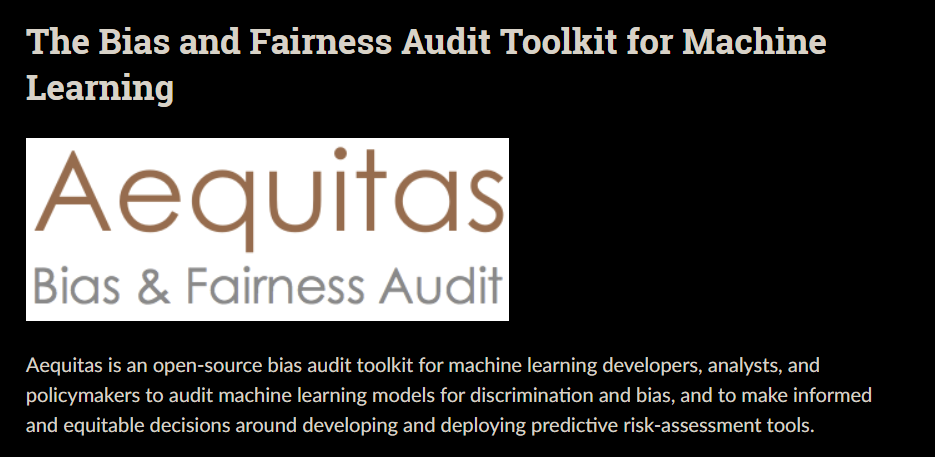 The Bias and Fairness Audit Toolkit for Machine
Learning
Aequitas
Bias & Fairness Audit
Aequitas is an open-source bias audit toolkit for machine learning developers, analysts, and
policymakers to audit machine learning models for discrimination and bias, and to make informed
and equitable decisions around developing and deploying predictive risk-assessment tools.